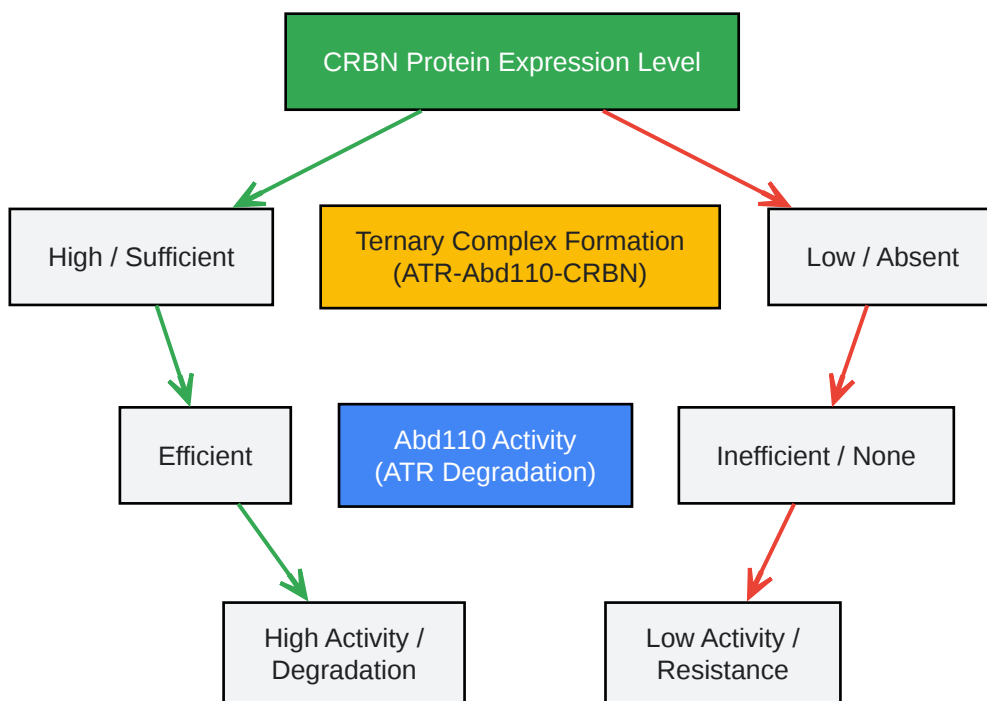 CRBN Protein Expression Level
High / Sufficient
Ternary Complex Formation
(ATR-Abd110-CRBN)
Low / Absent
Efficient
Abd110 Activity
(ATR Degradation)
Inefficient / None
High Activity /
Degradation
Low Activity /
Resistance